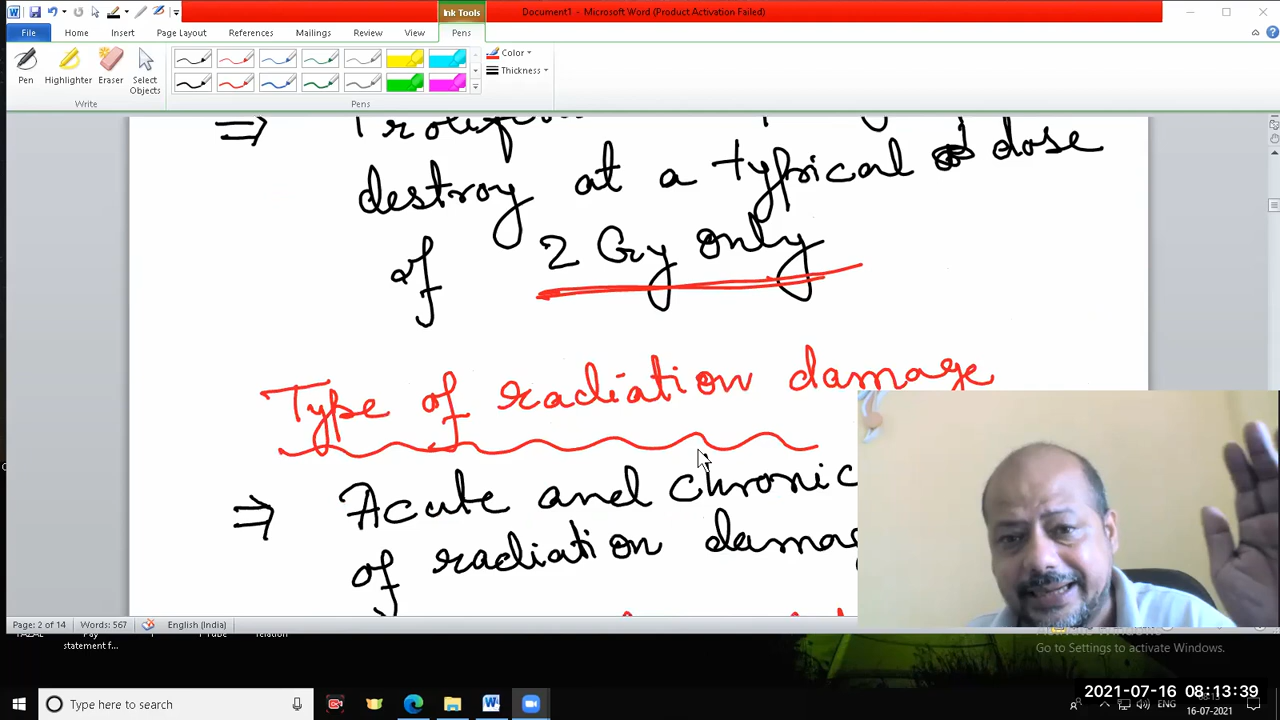 Ink Tools
Document1 - Microsoft Word (Product Activation Failed)
File Home Insert Page Layout References Mailings Review View Pens
Pen Highlighter Eraser Select Objects
Color
Thickness
Write Pens
destroy at a typical dose
of 2 Gy only
Type of radiation damage
⇒ Acute and chronic
of radiation damag
Page: 2 of 14 Words: 567 English (India)
Pay
statement f... relation
Go to Settings to activate Windows.
Type here to search
2021-07-16 08:13:39
ENG
16-07-2021